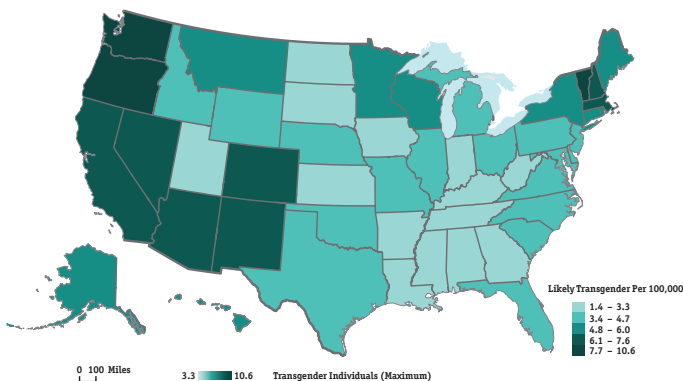 Likely Transgender Per 100,000
1.4 – 3.3
3.4 – 4.7
4.8 – 6.0
6.1 – 7.6
7.7 – 10.6
0 100 Miles
3.3 10.6 Transgender Individuals (Maximum)